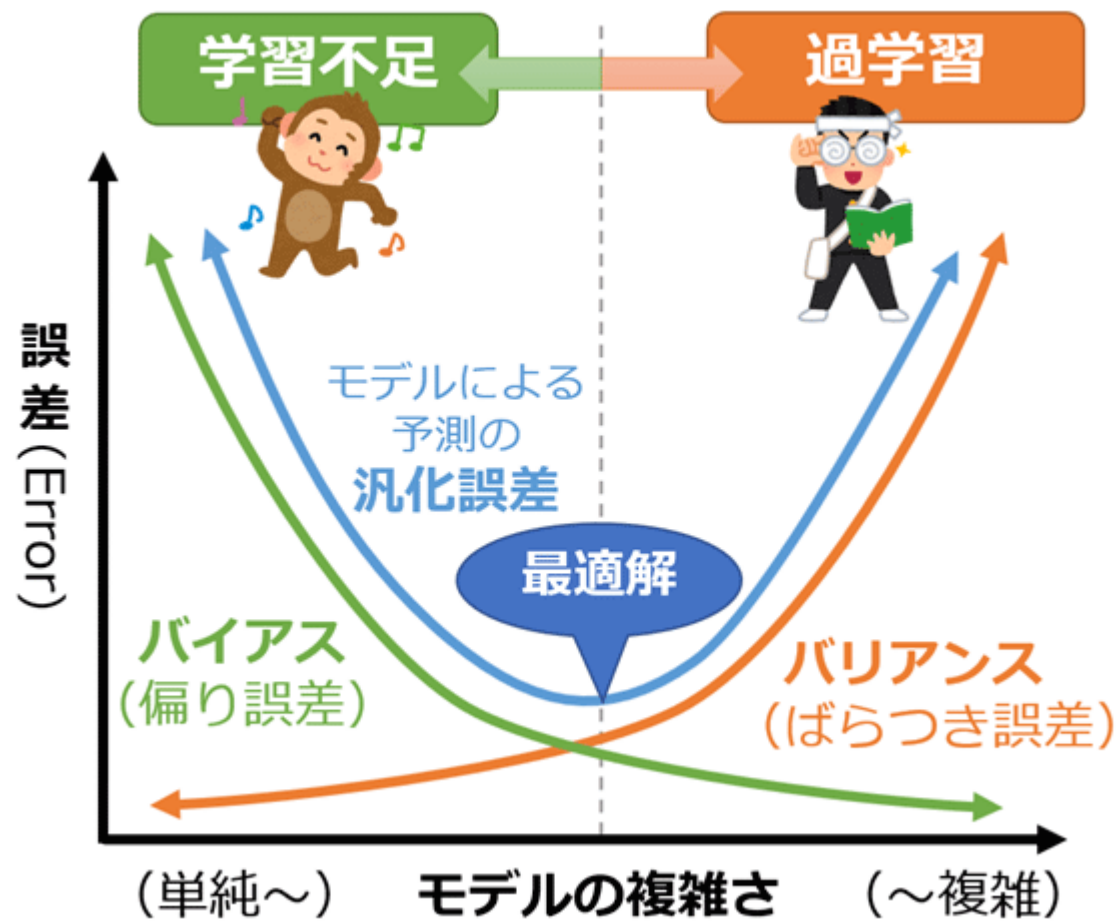 学習不足
過学習
誤差(Error)
モデルによる
予測の
汎化誤差
最適解
バイアス
(偏り誤差)
バリアンス
(ばらつき誤差)
(単純～) モデルの複雑さ (～複雑)